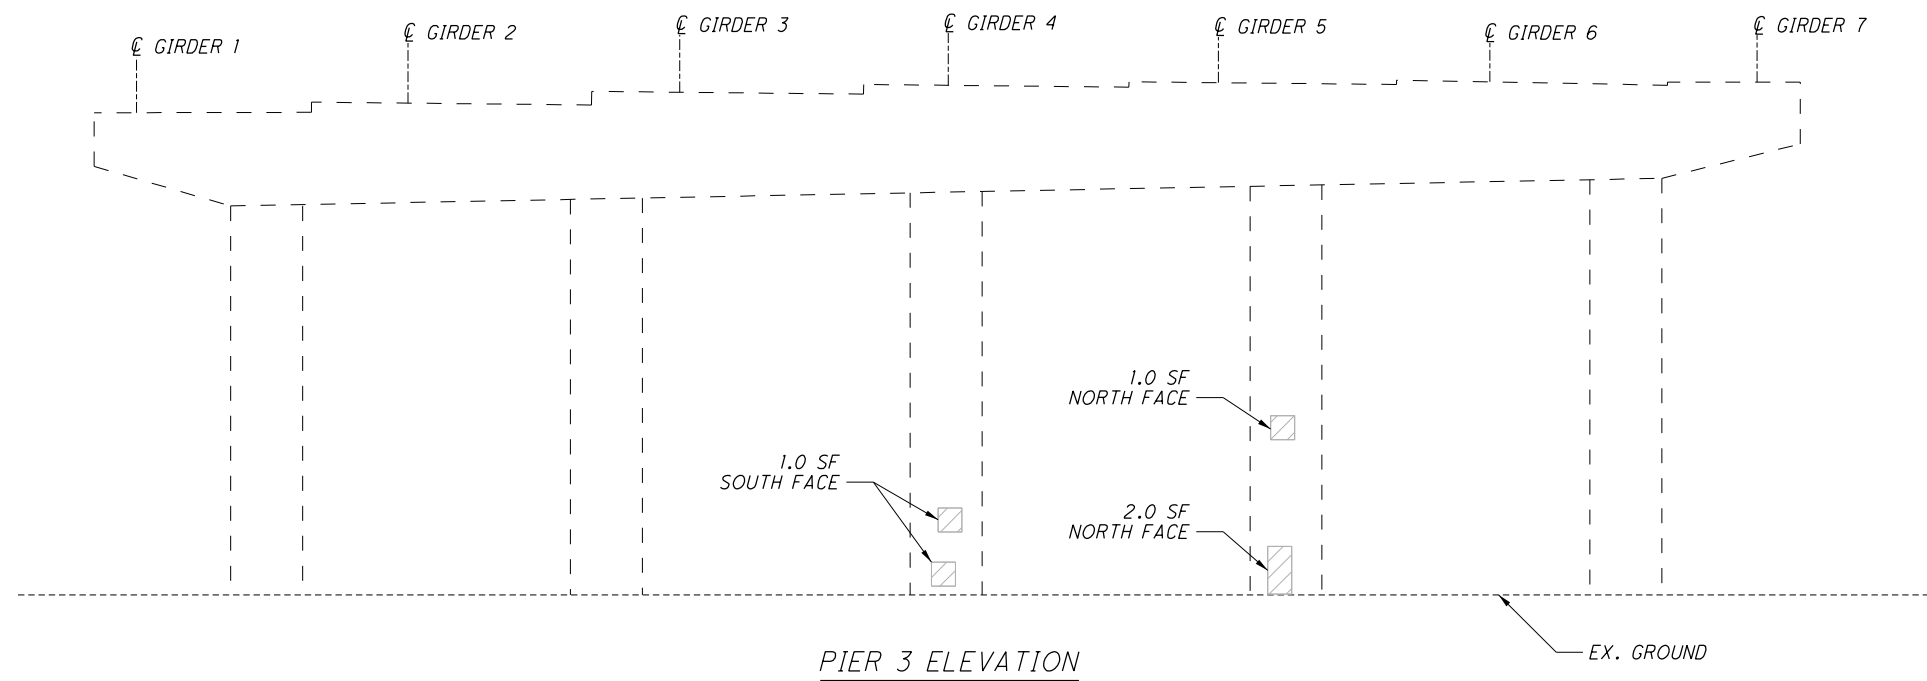 ℄ GIRDER 1
℄ GIRDER 2
℄ GIRDER 3
℄ GIRDER 4
℄ GIRDER 5
℄ GIRDER 6
℄ GIRDER 7
1.0 SF
NORTH FACE
1.0 SF
SOUTH FACE
2.0 SF
NORTH FACE
EX. GROUND
PIER 3 ELEVATION